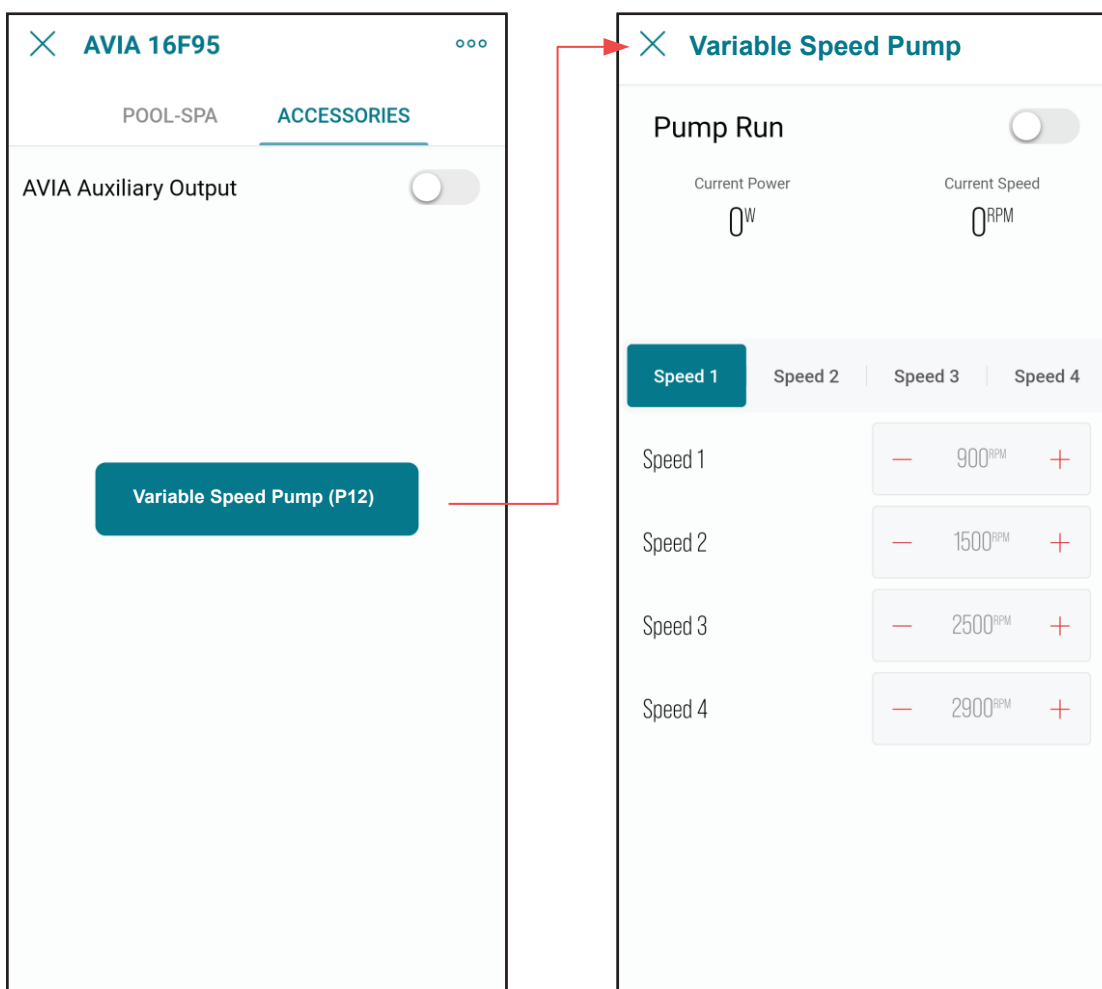 AVIA 16F95
POOL-SPA ACCESSORIES
AVIA Auxiliary Output
Variable Speed Pump (P12)
Variable Speed Pump
Pump Run
Current Power Current Speed
0W 0RPM
Speed 1 Speed 2 Speed 3 Speed 4
Speed 1 — 900RPM +
Speed 2 — 1500RPM +
Speed 3 — 2500RPM +
Speed 4 — 2900RPM +